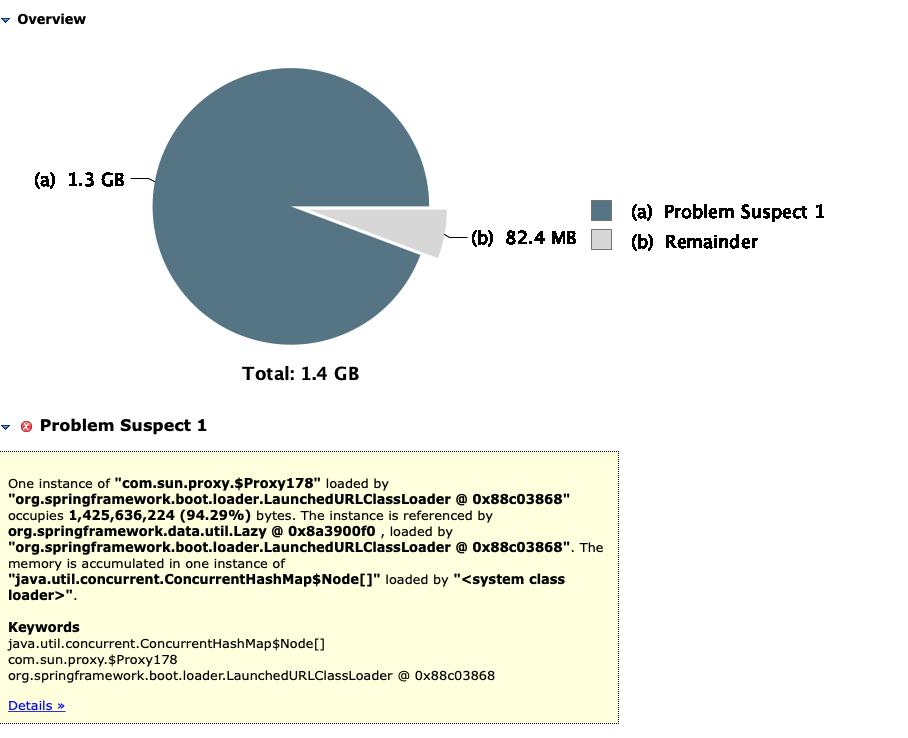 Overview
(a) 1.3 GB
(b) 82.4 MB
(a) Problem Suspect 1
(b) Remainder
Total: 1.4 GB
Problem Suspect 1
One instance of "com.sun.proxy.$Proxy178" loaded by
"org.springframework.boot.loader.LaunchedURLClassLoader @ 0x88c03868"
occupies 1,425,636,224 (94.29%) bytes. The instance is referenced by
org.springframework.data.util.Lazy @ 0x8a3900f0 , loaded by
"org.springframework.boot.loader.LaunchedURLClassLoader @ 0x88c03868". The
memory is accumulated in one instance of
"java.util.concurrent.ConcurrentHashMap$Node[]" loaded by "<system class
loader>".
Keywords
java.util.concurrent.ConcurrentHashMap$Node[]
com.sun.proxy.$Proxy178
org.springframework.boot.loader.LaunchedURLClassLoader @ 0x88c03868
Details »